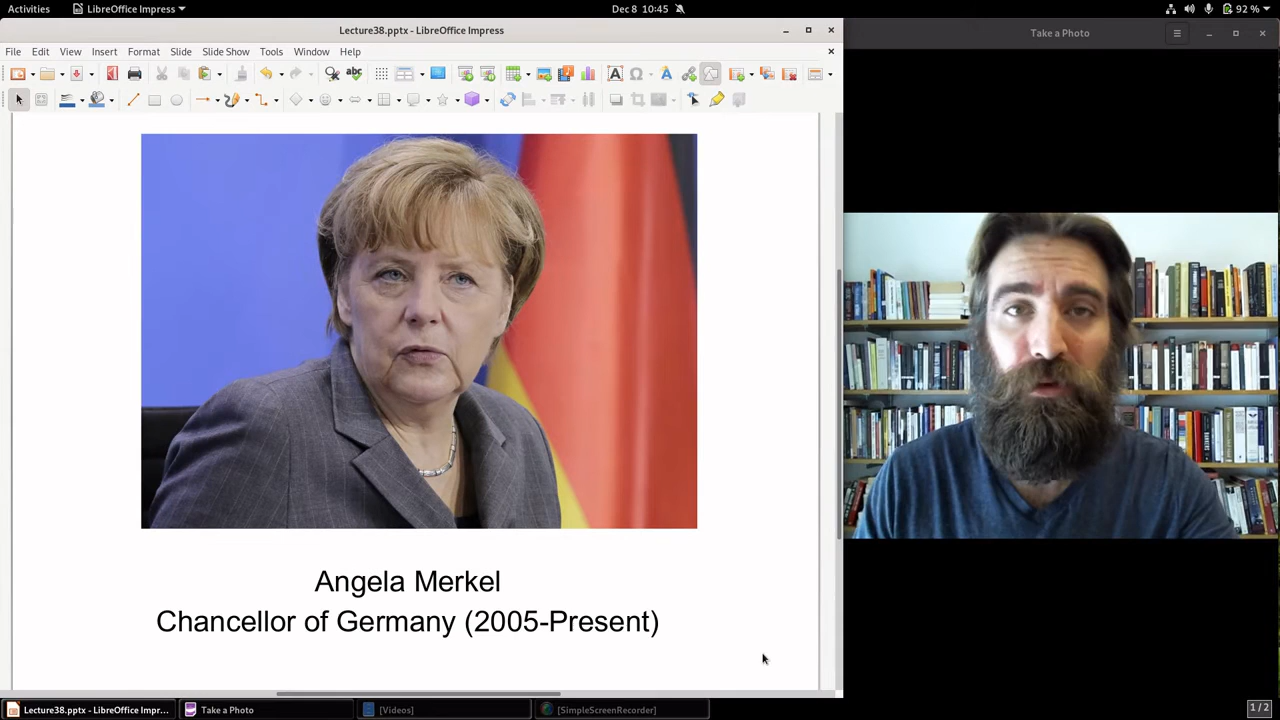 Activities LibreOffice Impress Dec 8 10:45 92 %
Lecture38.pptx - LibreOffice Impress
Take a Photo
File Edit View Insert Format Slide Slide Show Tools Window Help
Angela Merkel
Chancellor of Germany (2005-Present)
Lecture38.pptx - LibreOffice Impr... Take a Photo [Videos] [SimpleScreenRecorder] 1/2